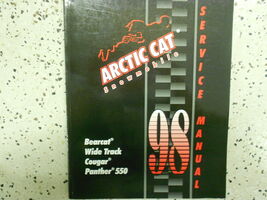 ARCTIC CAT®
Snowmobile
SERVICE MANUAL
98
Bearcat®
Wide Track
Cougar®
Panther® 550